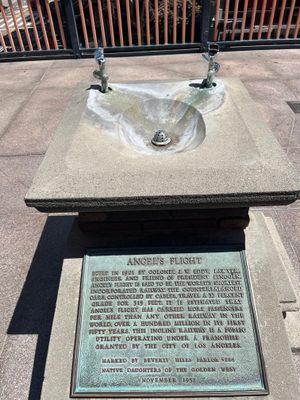 ANGEL'S FLIGHT
BUILT IN 1901 BY COLONEL J. W. EDDY, LAWYER,
ENGINEER AND FRIEND OF PRESIDENT LINCOLN,
ANGEL'S FLIGHT IS SAID TO BE THE WORLD'S SHORTEST
INCORPORATED RAILWAY. THE COUNTERBALANCED
CARS, CONTROLLED BY CABLES, TRAVEL A 33 PERCENT
GRADE FOR 315 FEET. IT IS ESTIMATED THAT
ANGEL'S FLIGHT HAS CARRIED MORE PASSENGERS
PER MILE THAN ANY OTHER RAILWAY IN THE
WORLD, OVER A HUNDRED MILLION IN ITS FIRST
FIFTY YEARS. THIS INCLINE RAILWAY IS A PUBLIC
UTILITY OPERATING UNDER A FRANCHISE
GRANTED BY THE CITY OF LOS ANGELES.
MARKED BY BEVERLY HILLS PARLOR
NATIVE DAUGHTERS OF THE GOLDEN WEST
NOVEMBER 1952